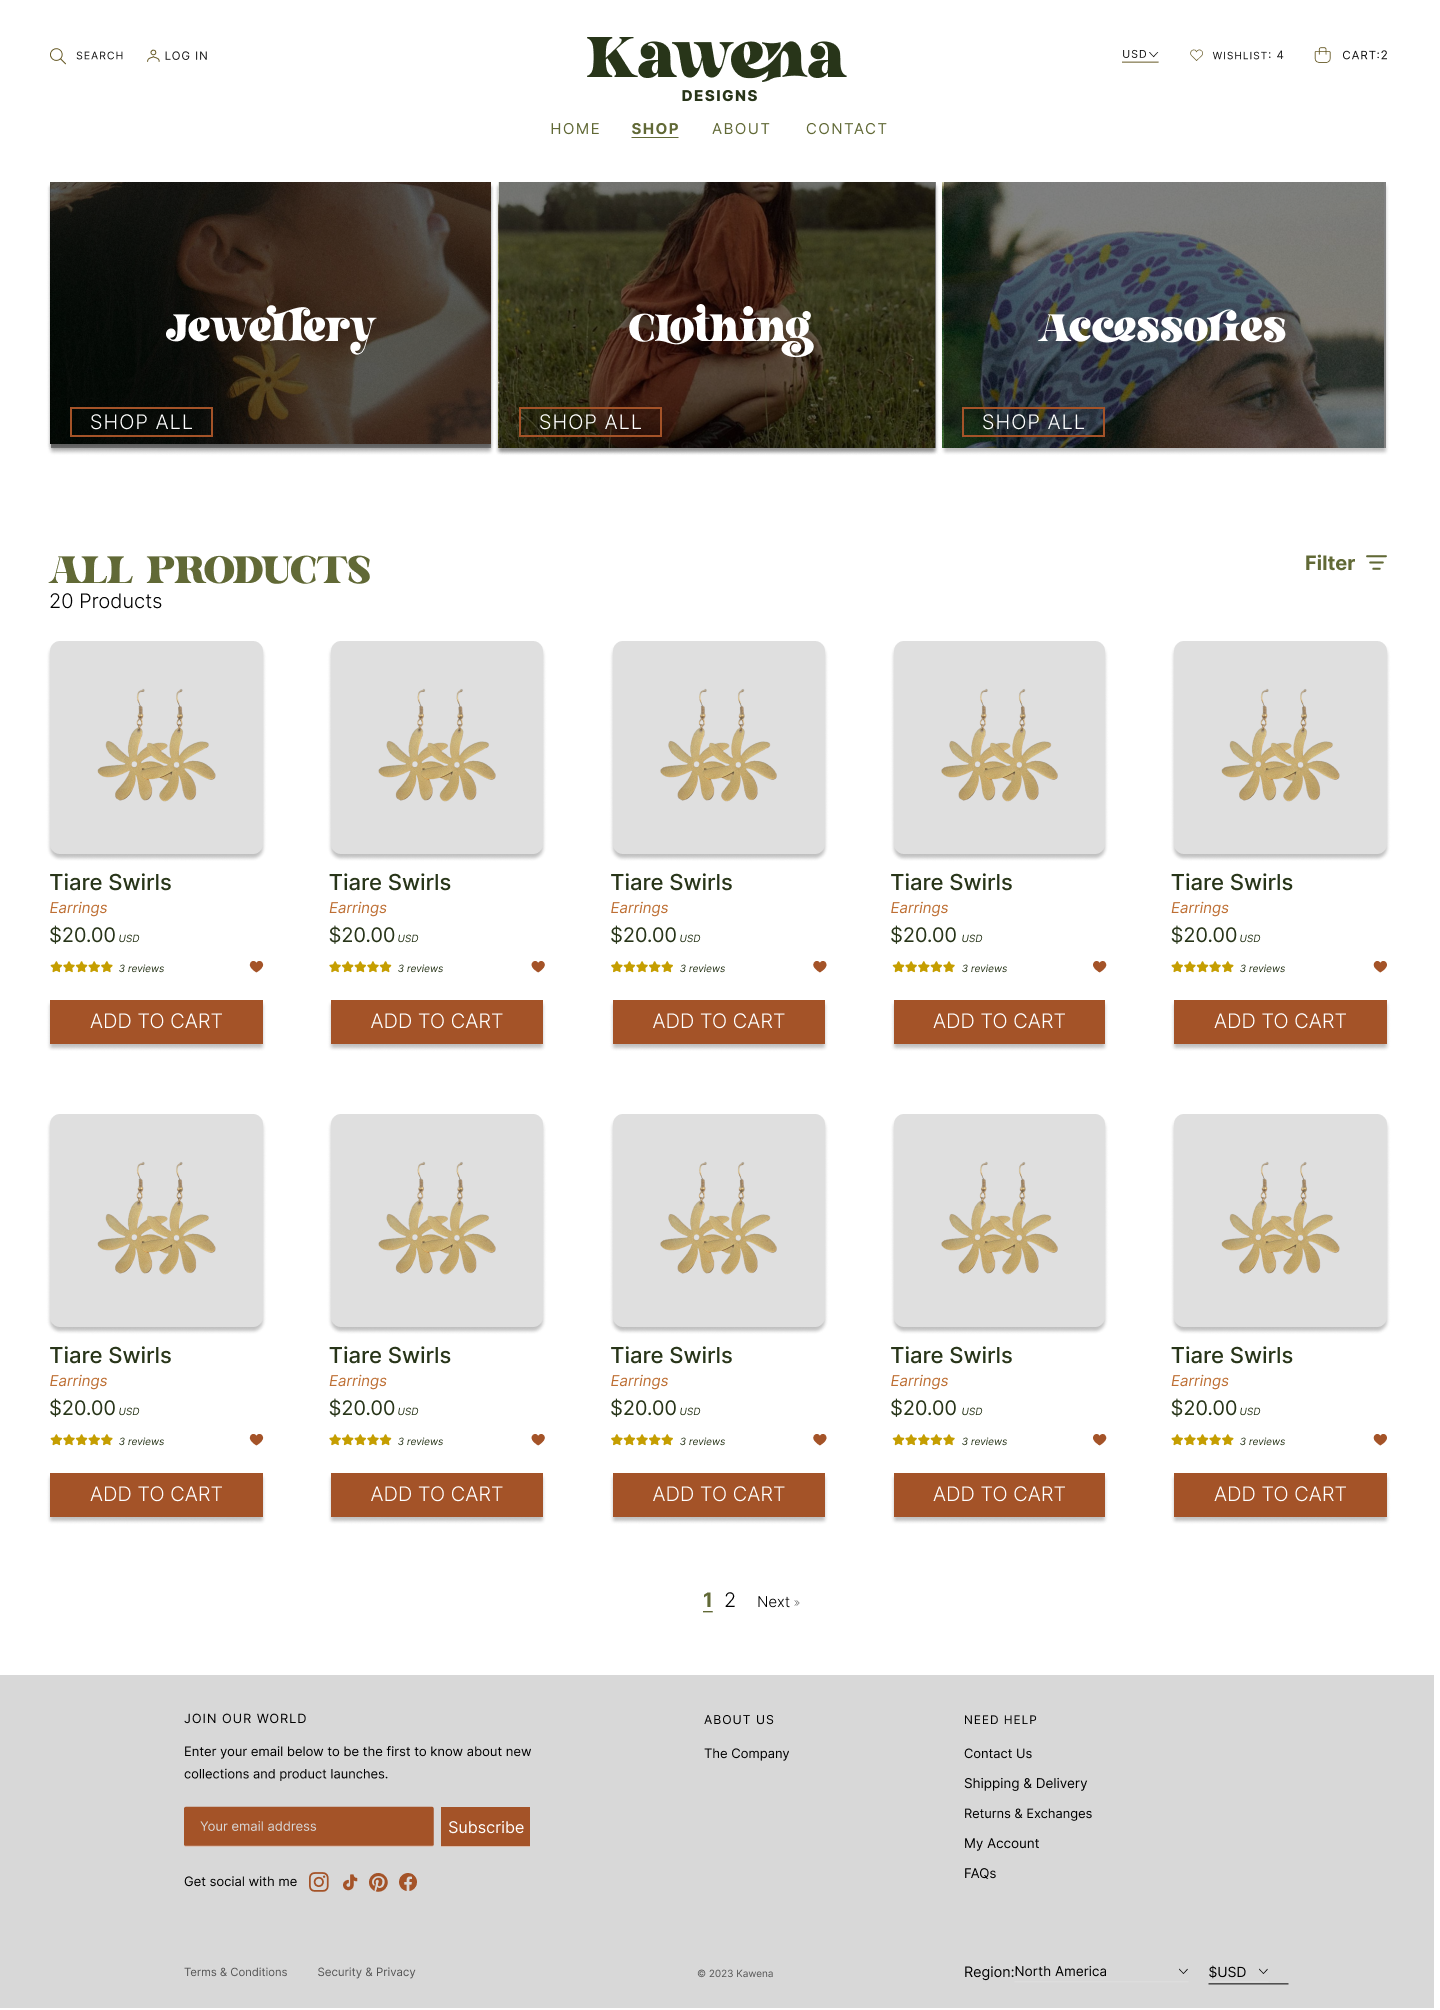 SEARCH LOG IN
Kawena
DESIGNS
USD WISHLIST: 4 CART:2
HOME SHOP ABOUT CONTACT
Jewellery Clothing Accessories
SHOP ALL SHOP ALL SHOP ALL
ALL PRODUCTS
Filter
20 Products
Tiare Swirls Tiare Swirls Tiare Swirls Tiare Swirls Tiare Swirls
Earrings Earrings Earrings Earrings Earrings
$20.00 USD $20.00 USD $20.00 USD $20.00 USD $20.00 USD
3 reviews 3 reviews 3 reviews 3 reviews 3 reviews
ADD TO CART ADD TO CART ADD TO CART ADD TO CART ADD TO CART
Tiare Swirls Tiare Swirls Tiare Swirls Tiare Swirls Tiare Swirls
Earrings Earrings Earrings Earrings Earrings
$20.00 USD $20.00 USD $20.00 USD $20.00 USD $20.00 USD
3 reviews 3 reviews 3 reviews 3 reviews 3 reviews
ADD TO CART ADD TO CART ADD TO CART ADD TO CART ADD TO CART
1 2 Next »
JOIN OUR WORLD
Enter your email below to be the first to know about new
collections and product launches.
Your email address Subscribe
Get social with me
ABOUT US
The Company
NEED HELP
Contact Us
Shipping & Delivery
Returns & Exchanges
My Account
FAQs
Terms & Conditions Security & Privacy
© 2023 Kawena
Region:North America $USD